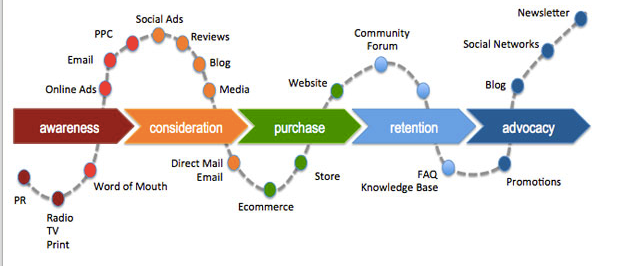 Newsletter
Social Ads
PPC
Reviews
Community
Forum
Social Networks
Email
Blog
Online Ads
Media
Website
Blog
awareness
consideration
purchase
retention
advocacy
Direct Mail
Email
Store
FAQ
Knowledge Base
Promotions
Word of Mouth
PR
Ecommerce
Radio
TV
Print